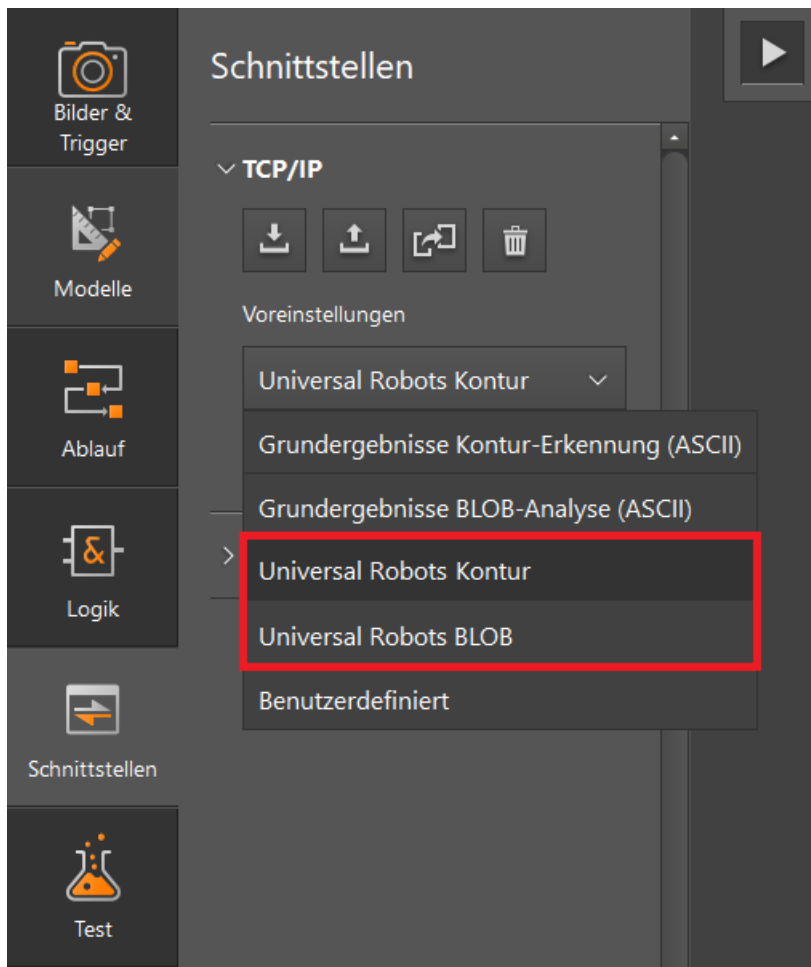 Bilder &
Trigger
Modelle
Ablauf
&
Logik
Schnittstellen
Test
Schnittstellen
TCP/IP
Voreinstellungen
Universal Robots Kontur
Grundergebnisse Kontur-Erkennung (ASCII)
Grundergebnisse BLOB-Analyse (ASCII)
Universal Robots Kontur
Universal Robots BLOB
Benutzerdefiniert